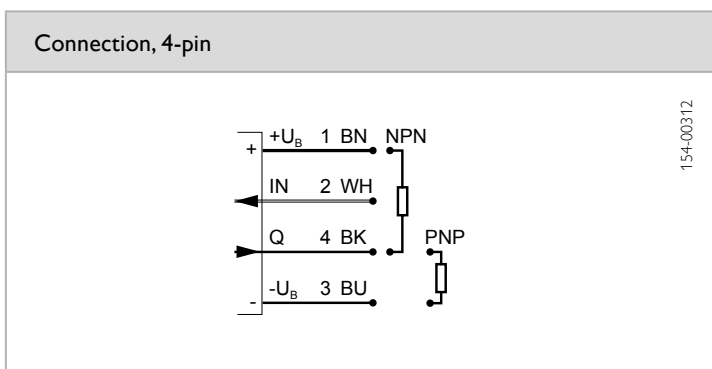 Connection, 4-pin
154-00312
+ +U_B 1 BN NPN
IN 2 WH
Q 4 BK PNP
- -U_B 3 BU